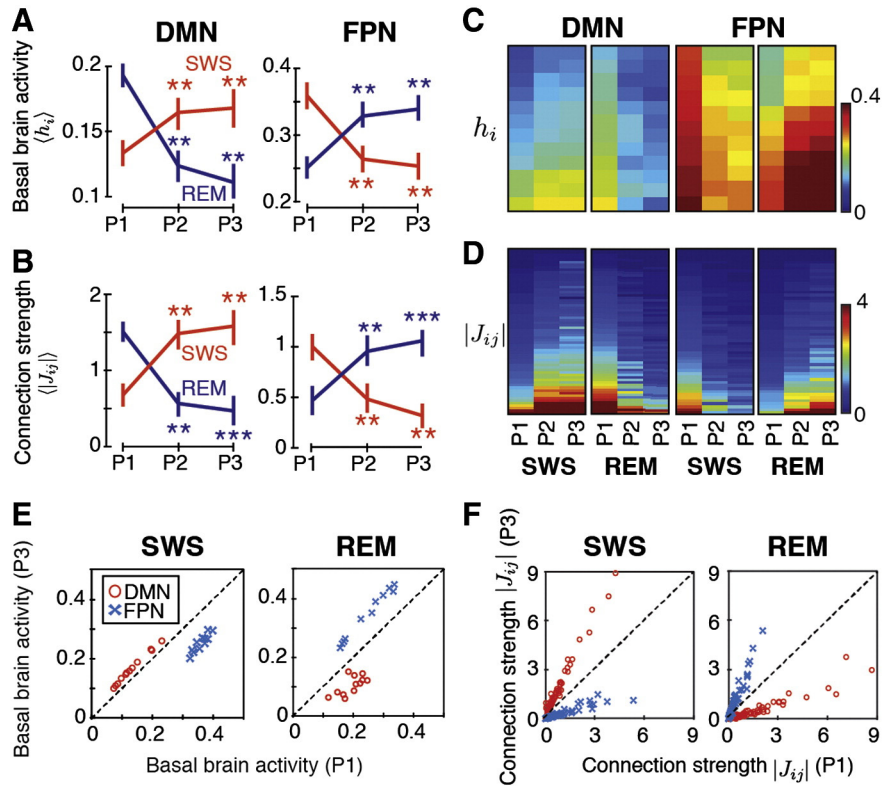 A
DMN
FPN
Basal brain activity
⟨hᵢ⟩
0.2
0.15
0.1
SWS
**
**
**
**
REM
P1
P2
P3
0.4
0.3
0.2
**
**
**
**
P1
P2
P3
B
Connection strength
⟨|Jᵢⱼ|⟩
2
1
0
**
**
SWS
REM
**
***
P1
P2
P3
1.5
1
0.5
0
**
***
**
**
P1
P2
P3
C
DMN
FPN
hᵢ
0.4
0
D
|Jᵢⱼ|
4
0
P1 P2 P3
P1 P2 P3
P1 P2 P3
P1 P2 P3
SWS
REM
SWS
REM
E
SWS
REM
Basal brain activity (P3)
DMN
FPN
0.4
0.2
0
0
0.2
0.4
0.4
0.2
0
0
0.2
0.4
Basal brain activity (P1)
F
SWS
REM
Connection strength |Jᵢⱼ| (P3)
9
6
3
0
0
3
6
9
9
6
3
0
0
3
6
9
Connection strength |Jᵢⱼ| (P1)